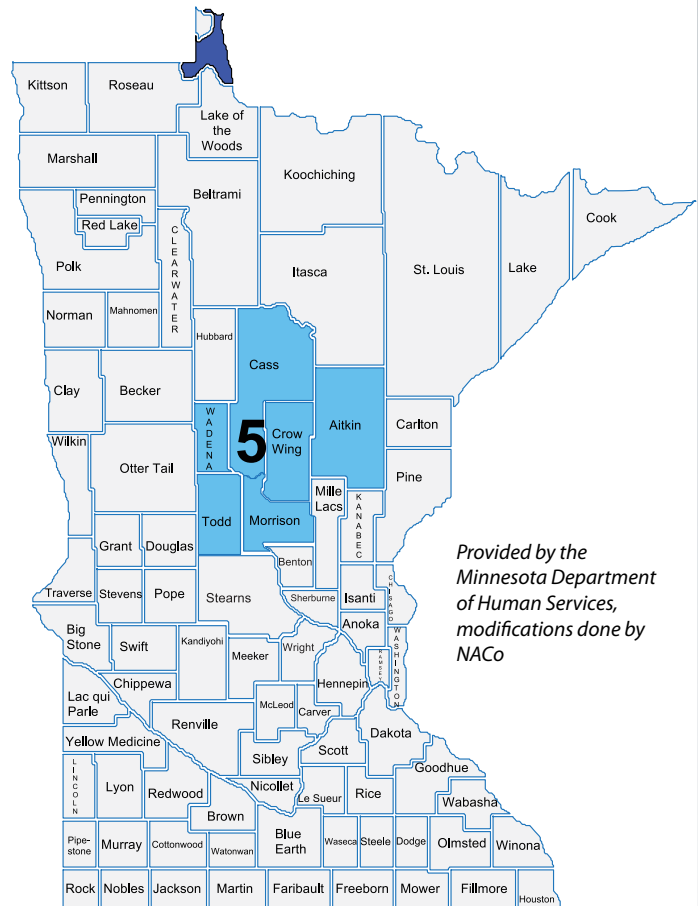 Kittson
Roseau
Lake of
the
Woods
Marshall
Koochiching
Beltrami
Pennington
Red Lake
Cook
CLEARWATER
Polk
Itasca
St. Louis
Lake
Norman
Mahnomen
Hubbard
Cass
Clay
Becker
WADENA
5
Crow
Wing
Aitkin
Carlton
Wilkin
Otter Tail
Pine
Mille
Lacs
KANABEC
Todd
Morrison
Grant
Douglas
Benton
Provided by the
Minnesota Department
of Human Services,
modifications done by
NACo
Traverse
Stevens
Pope
Stearns
Sherburne
Isanti
CHISAGO
Anoka
Big
Stone
Swift
Kandiyohi
Meeker
Wright
RAMSEY
WASHINGTON
Chippewa
Hennepin
Lac qui
Parle
McLeod
Carver
Renville
Dakota
Yellow Medicine
Scott
Sibley
Goodhue
LINCOLN
Lyon
Redwood
Nicollet
Le Sueur
Rice
Wabasha
Brown
Pipe-
stone
Murray
Cottonwood
Watonwan
Blue
Earth
Waseca
Steele
Dodge
Olmsted
Winona
Rock
Nobles
Jackson
Martin
Faribault
Freeborn
Mower
Fillmore
Houston